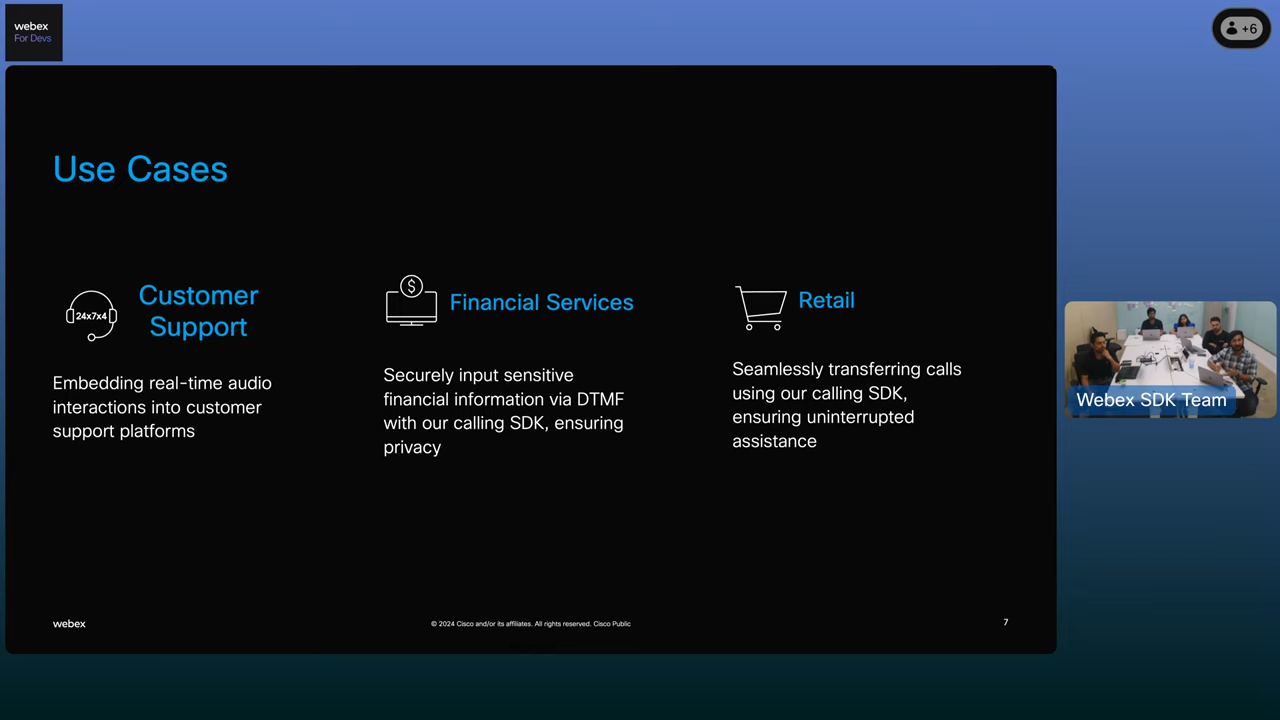 webex
For Devs
+6
Use Cases
24x7x4
Customer
Support
Embedding real-time audio
interactions into customer
support platforms
$
Financial Services
Securely input sensitive
financial information via DTMF
with our calling SDK, ensuring
privacy
Retail
Seamlessly transferring calls
using our calling SDK,
ensuring uninterrupted
assistance
Webex SDK Team
webex
© 2024 Cisco and/or its affiliates. All rights reserved. Cisco Public
7